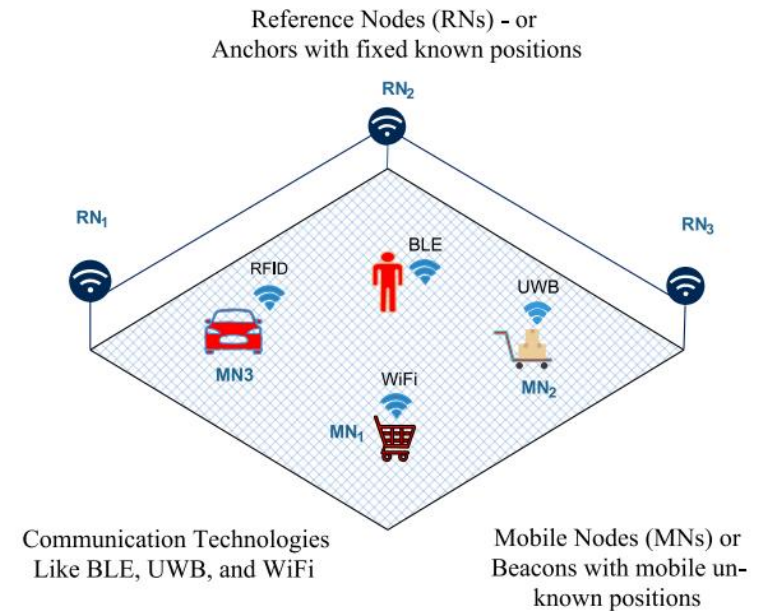 Reference Nodes (RNs) - or
Anchors with fixed known positions
RN₂
RN₁
RN₃
BLE
RFID
UWB
MN3
WiFi
MN₂
MN₁
Communication Technologies
Like BLE, UWB, and WiFi
Mobile Nodes (MNs) or
Beacons with mobile un-
known positions